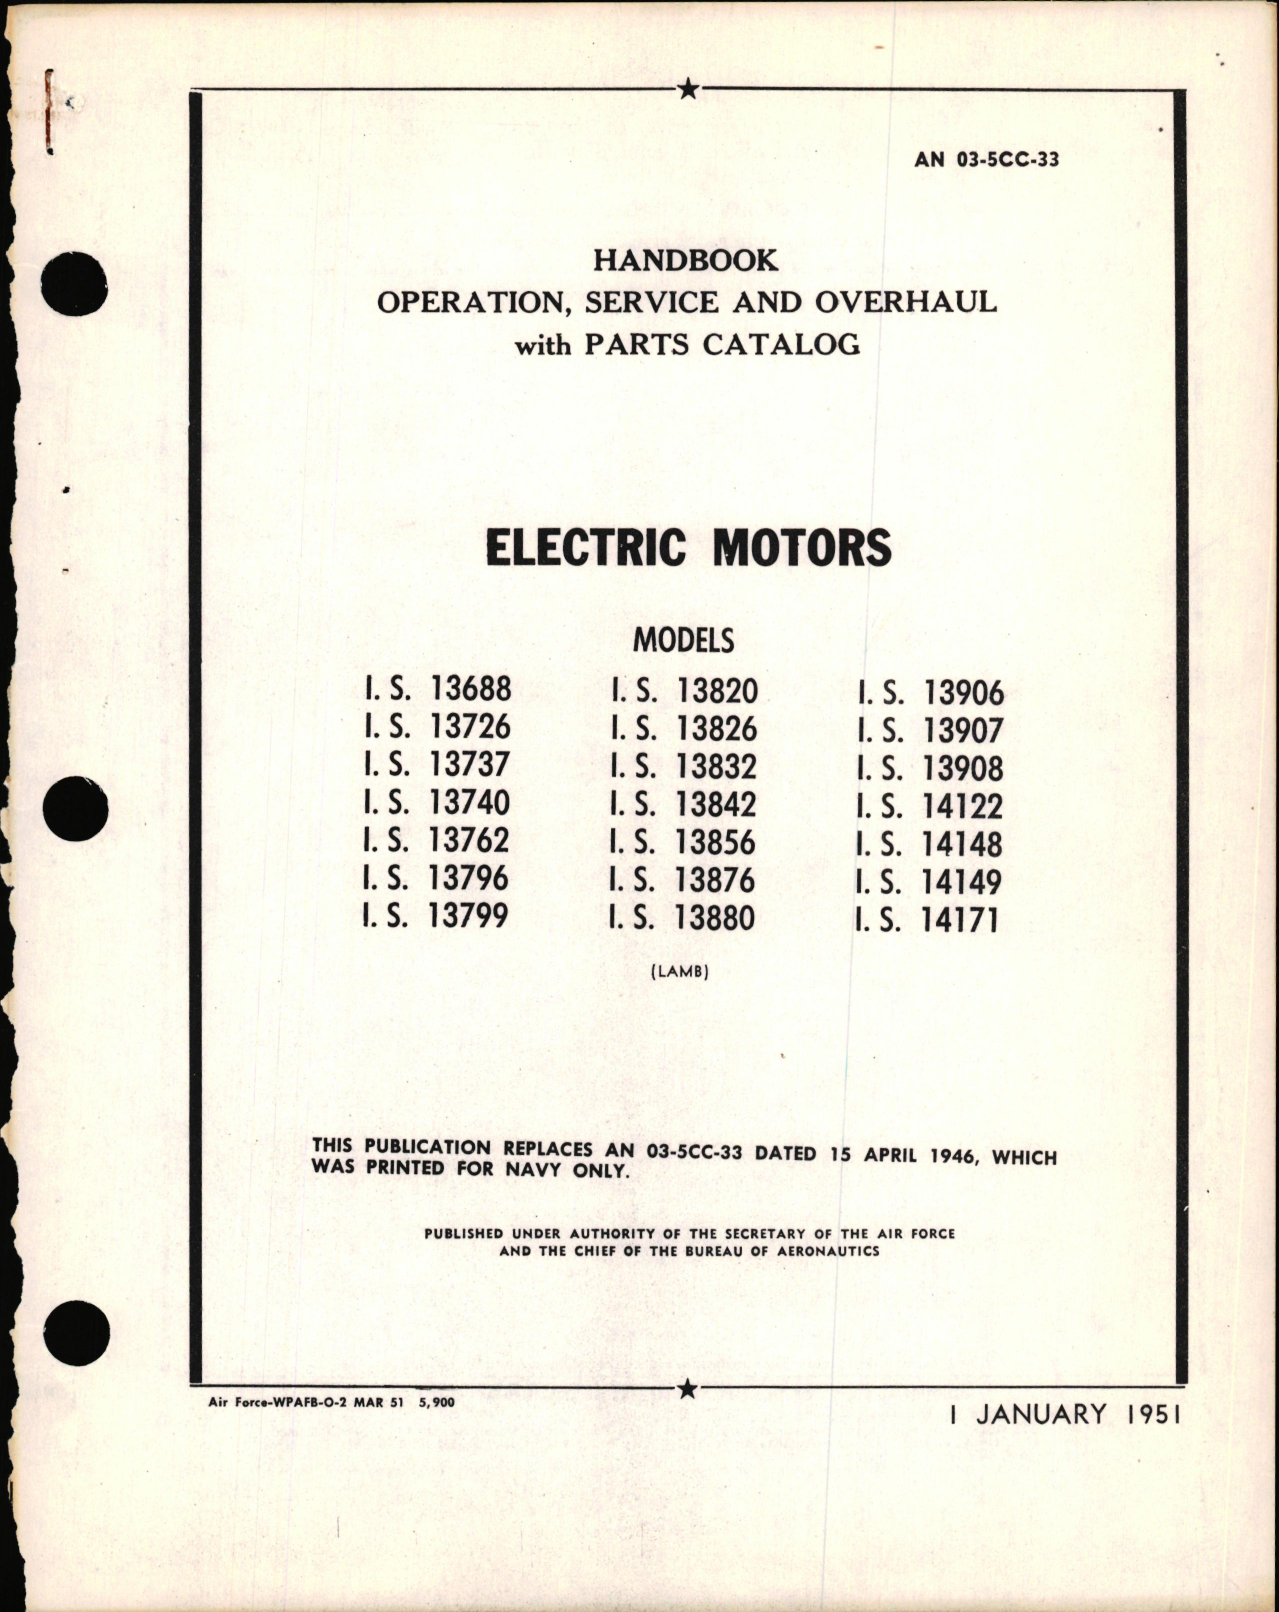 AN 03-5CC-33
HANDBOOK
OPERATION, SERVICE AND OVERHAUL
with PARTS CATALOG
ELECTRIC MOTORS
MODELS
I. S. 13688 I. S. 13820 I. S. 13906
I. S. 13726 I. S. 13826 I. S. 13907
I. S. 13737 I. S. 13832 I. S. 13908
I. S. 13740 I. S. 13842 I. S. 14122
I. S. 13762 I. S. 13856 I. S. 14148
I. S. 13796 I. S. 13876 I. S. 14149
I. S. 13799 I. S. 13880 I. S. 14171
(LAMB)
THIS PUBLICATION REPLACES AN 03-5CC-33 DATED 15 APRIL 1946, WHICH
WAS PRINTED FOR NAVY ONLY.
PUBLISHED UNDER AUTHORITY OF THE SECRETARY OF THE AIR FORCE
AND THE CHIEF OF THE BUREAU OF AERONAUTICS
Air Force-WPAFB-O-2 MAR 51 5,900
1 JANUARY 1951